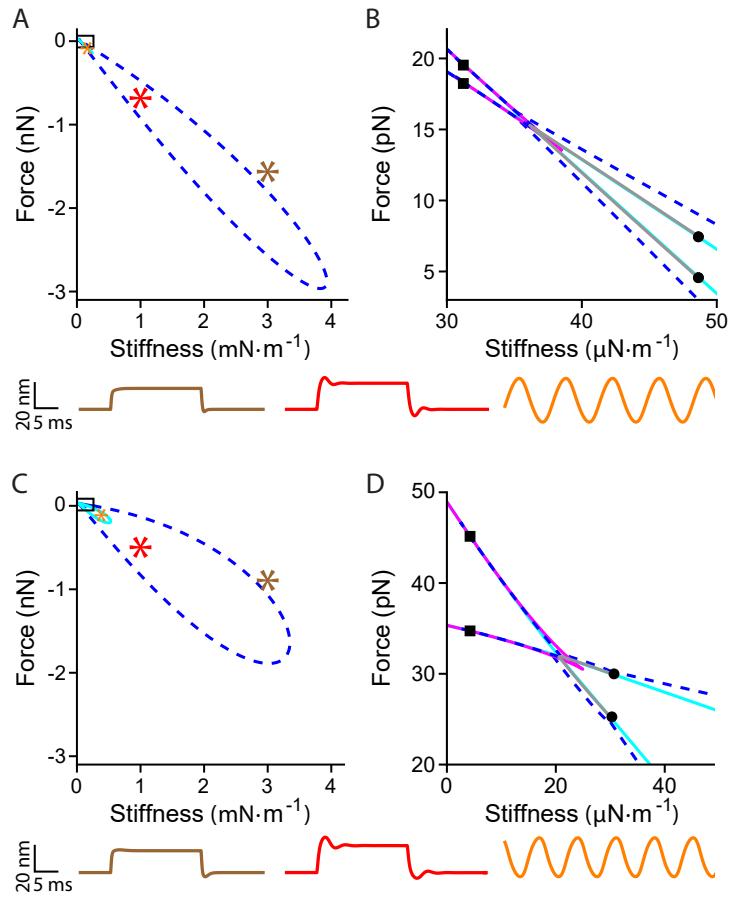 A
B
0
-1
-2
-3
Force (nN)
0
1
2
3
4
Stiffness (mN·m-1)
20
15
10
5
Force (pN)
30
40
50
Stiffness (µN·m-1)
20 nm
5 ms
C
D
0
-1
-2
-3
Force (nN)
0
1
2
3
4
Stiffness (mN·m-1)
50
40
30
20
Force (pN)
0
20
40
Stiffness (µN·m-1)
20 nm
5 ms